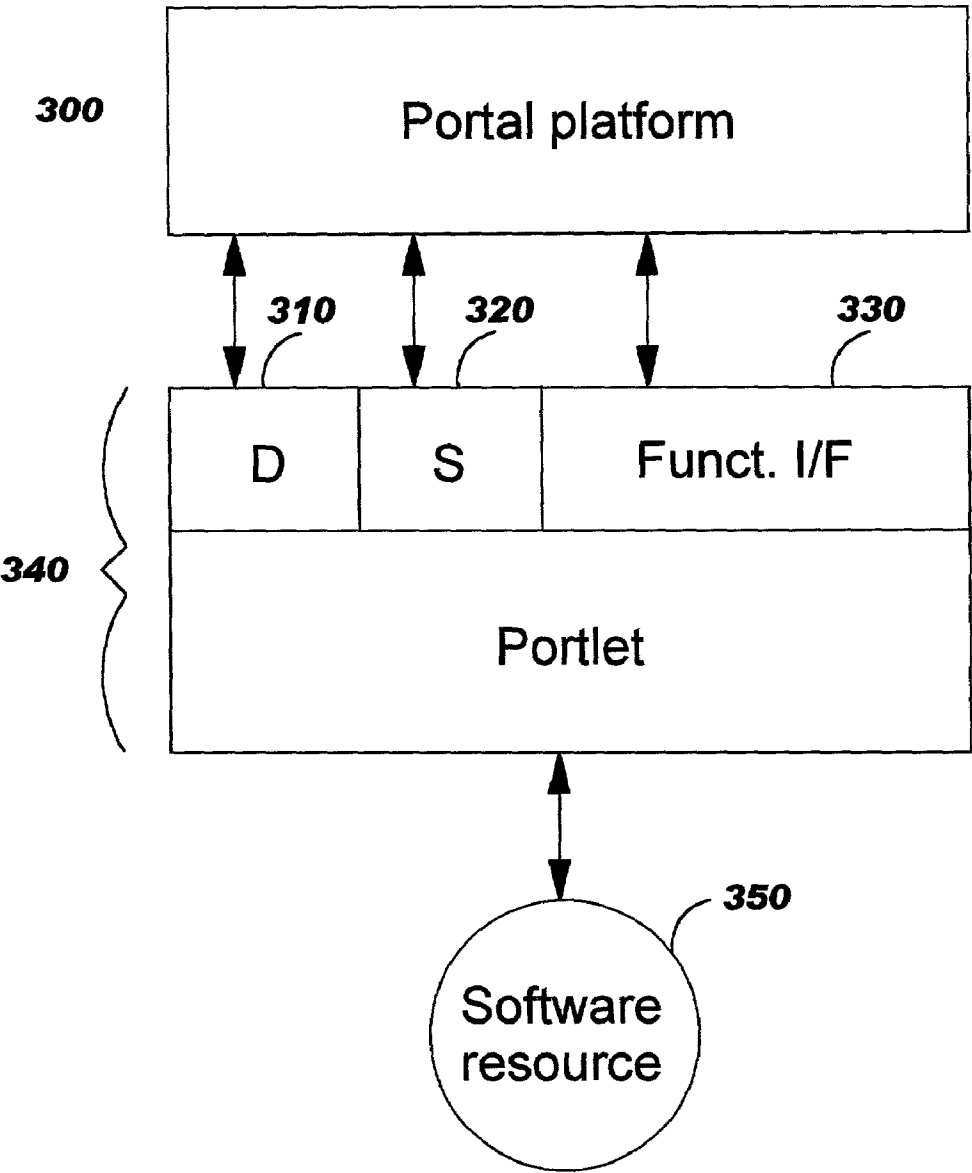 300
Portal platform
310
320
330
D
S
Funct. I/F
340
Portlet
350
Software
resource